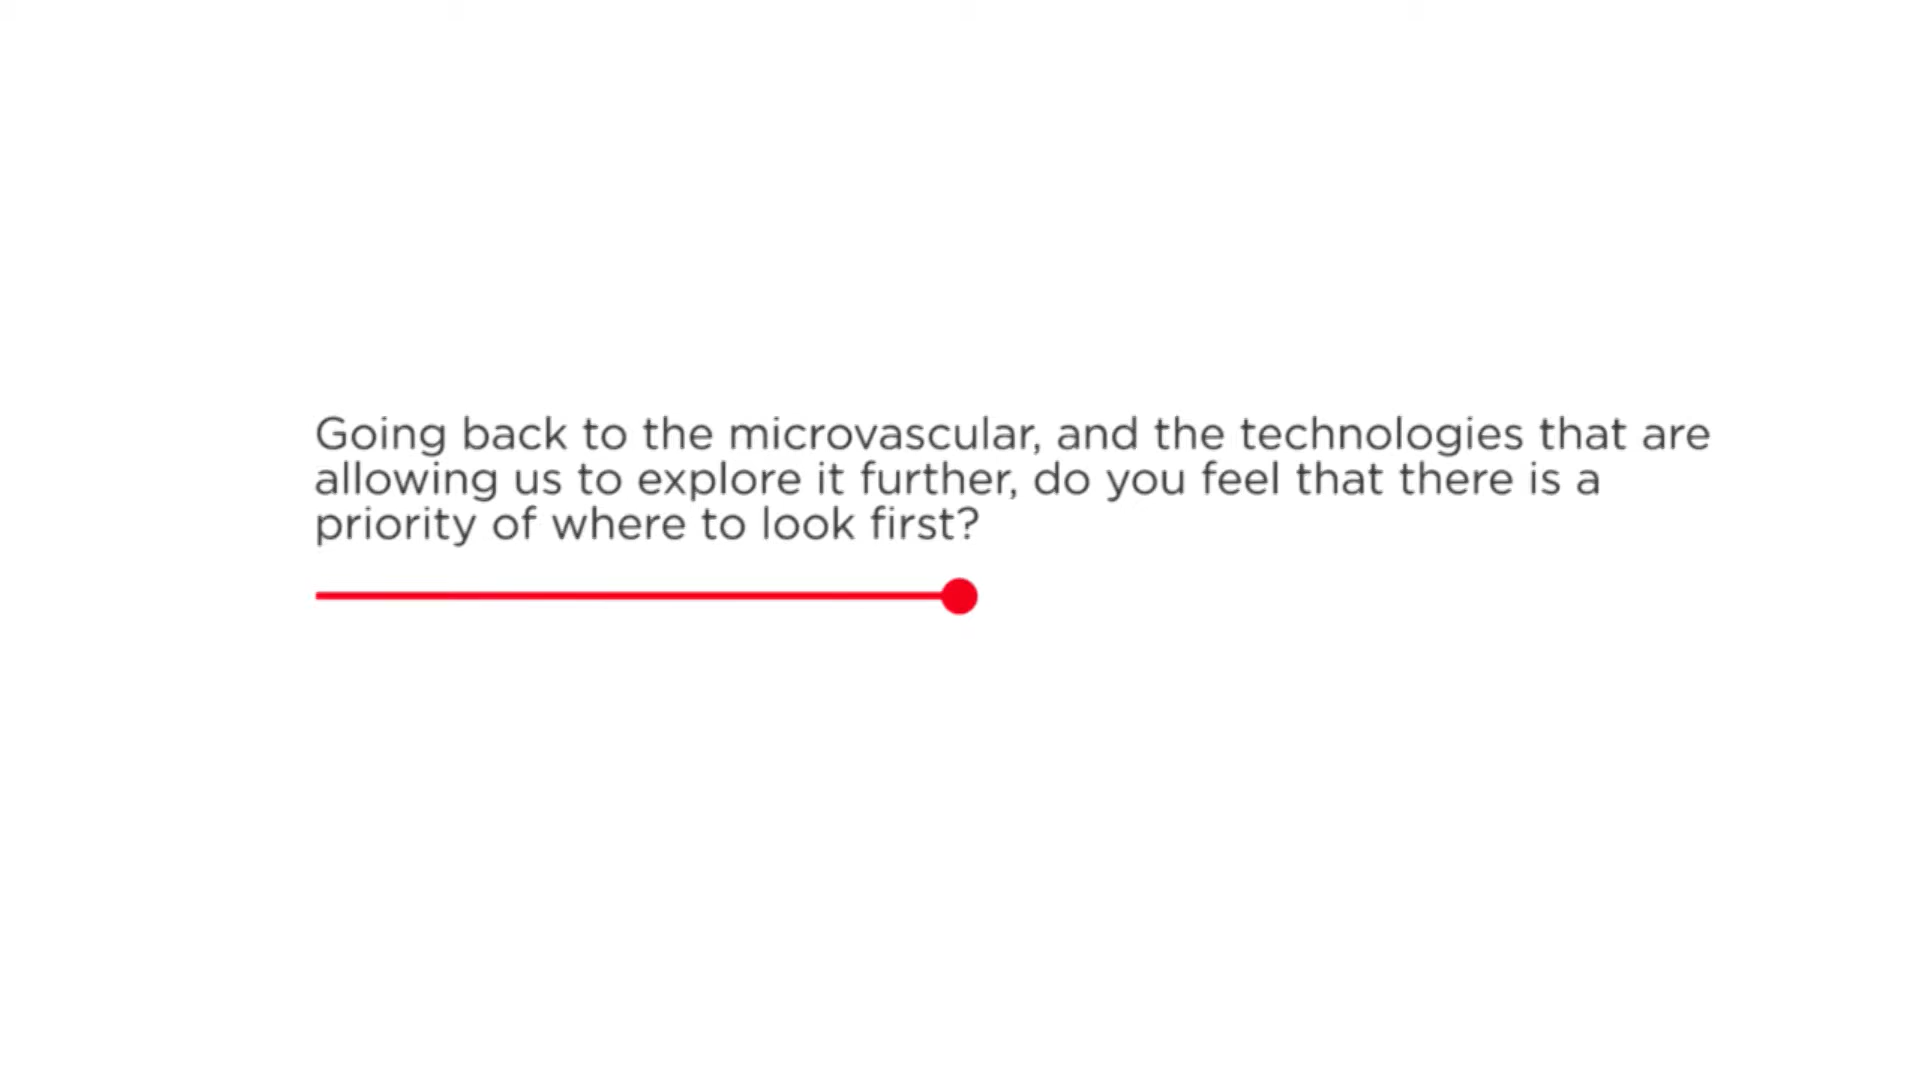 Going back to the microvascular, and the technologies that are
allowing us to explore it further, do you feel that there is a
priority of where to look first?